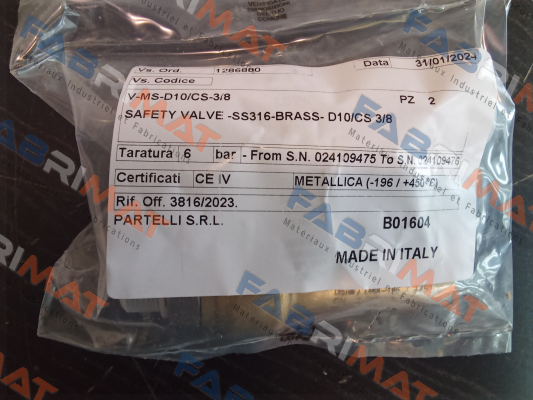 Vs. Ord. 1286880 Data 31/01/2024
Vs. Codice
V-MS-D10/CS-3/8 PZ 2
SAFETY VALVE -SS316-BRASS- D10/CS 3/8
Taratura 6 bar - From S.N. 024109475 To S.N. 024109476
Certificati CE IV METALLICA (-196 / +450°C)
Rif. Off. 3816/2023.
PARTELLI S.R.L. B01604
MADE IN ITALY
FABRIMAT
Materiaux Industriel et Fabrications